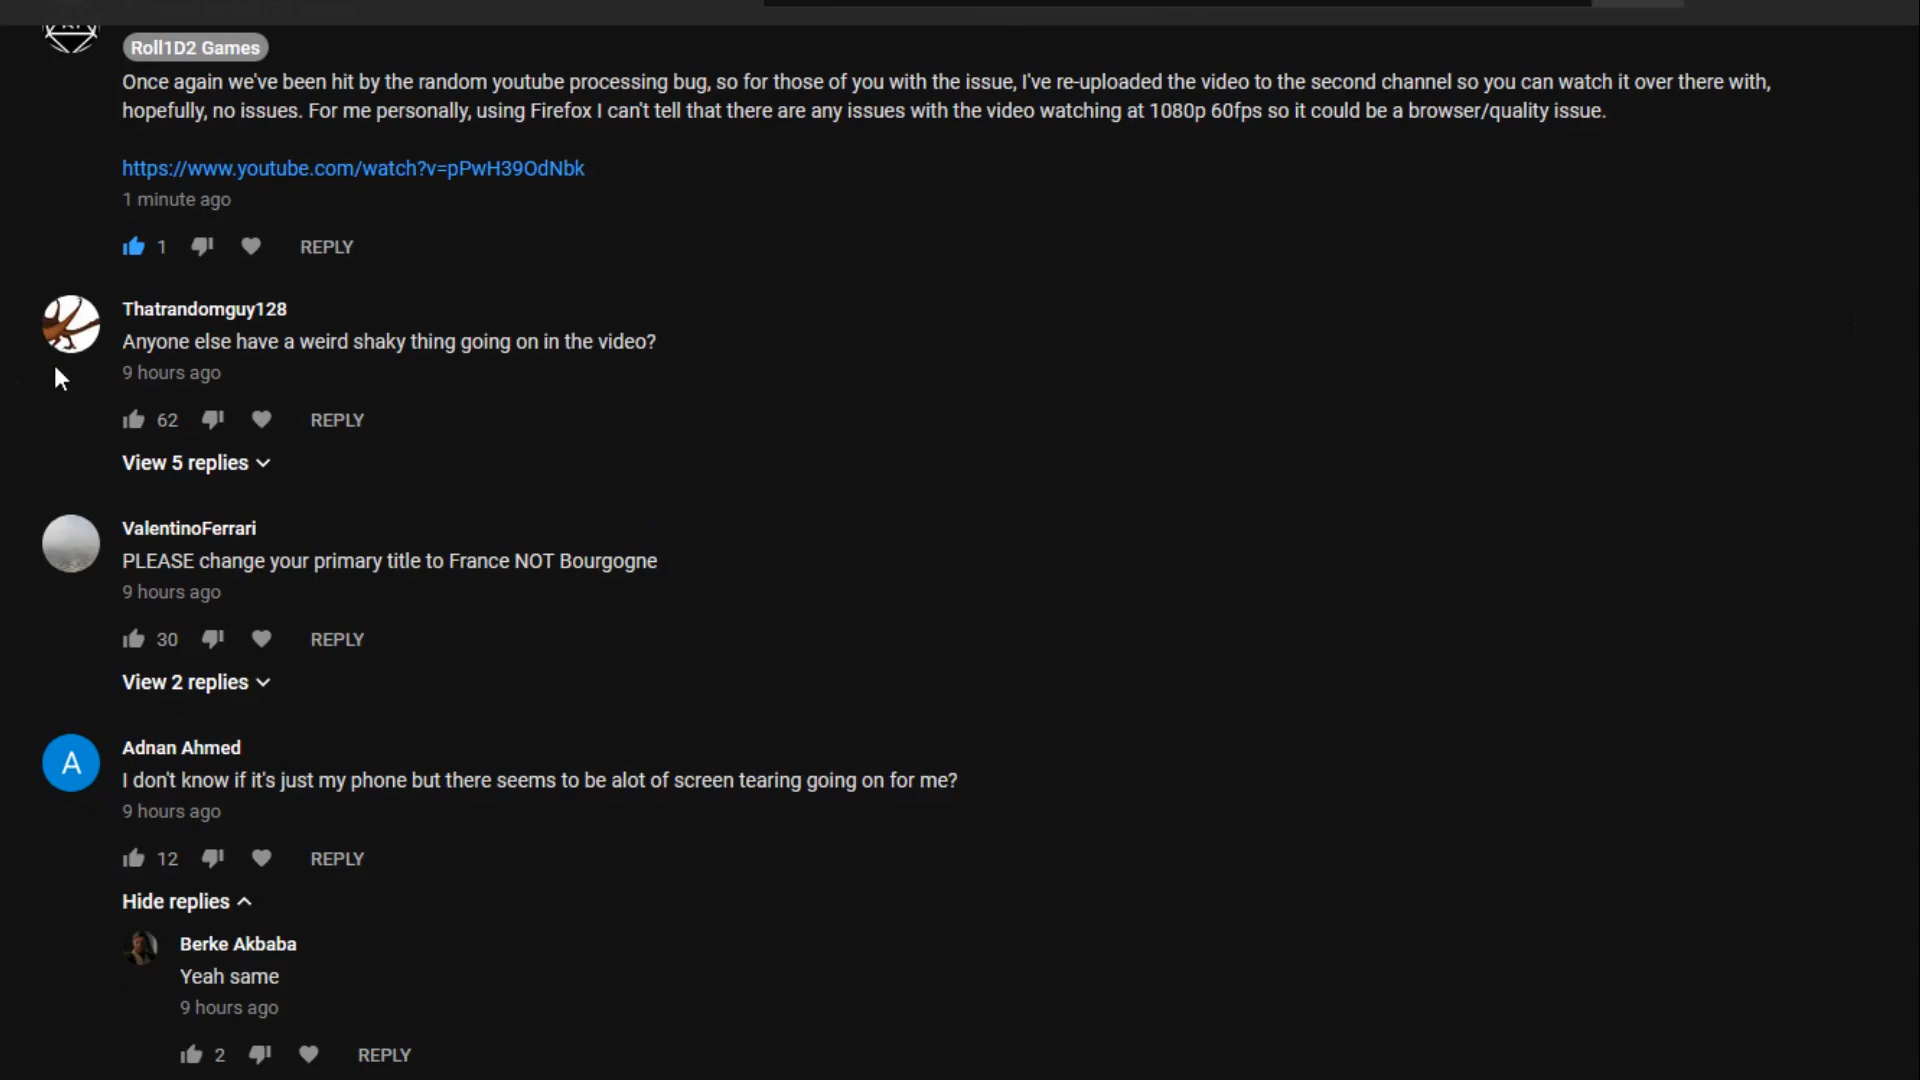 Roll1D2 Games
Once again we've been hit by the random youtube processing bug, so for those of you with the issue, I've re-uploaded the video to the second channel so you can watch it over there with,
hopefully, no issues. For me personally, using Firefox I can't tell that there are any issues with the video watching at 1080p 60fps so it could be a browser/quality issue.
https://www.youtube.com/watch?v=pPwH39OdNbk
1 minute ago
1 REPLY
Thatrandomguy128
Anyone else have a weird shaky thing going on in the video?
9 hours ago
62 REPLY
View 5 replies
ValentinoFerrari
PLEASE change your primary title to France NOT Bourgogne
9 hours ago
30 REPLY
View 2 replies
A
Adnan Ahmed
I don't know if it's just my phone but there seems to be alot of screen tearing going on for me?
9 hours ago
12 REPLY
Hide replies
Berke Akbaba
Yeah same
9 hours ago
2 REPLY